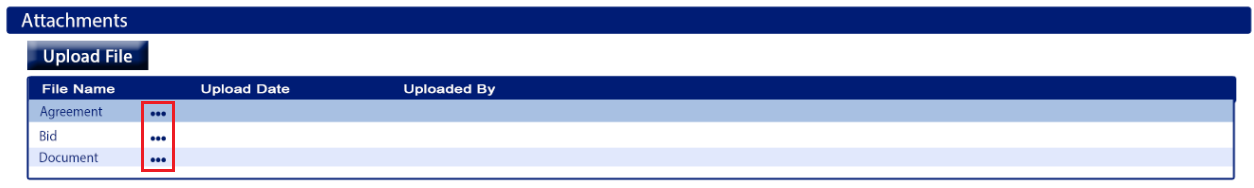 Attachments
Upload File
File Name Upload Date Uploaded By
Agreement •••
Bid •••
Document •••